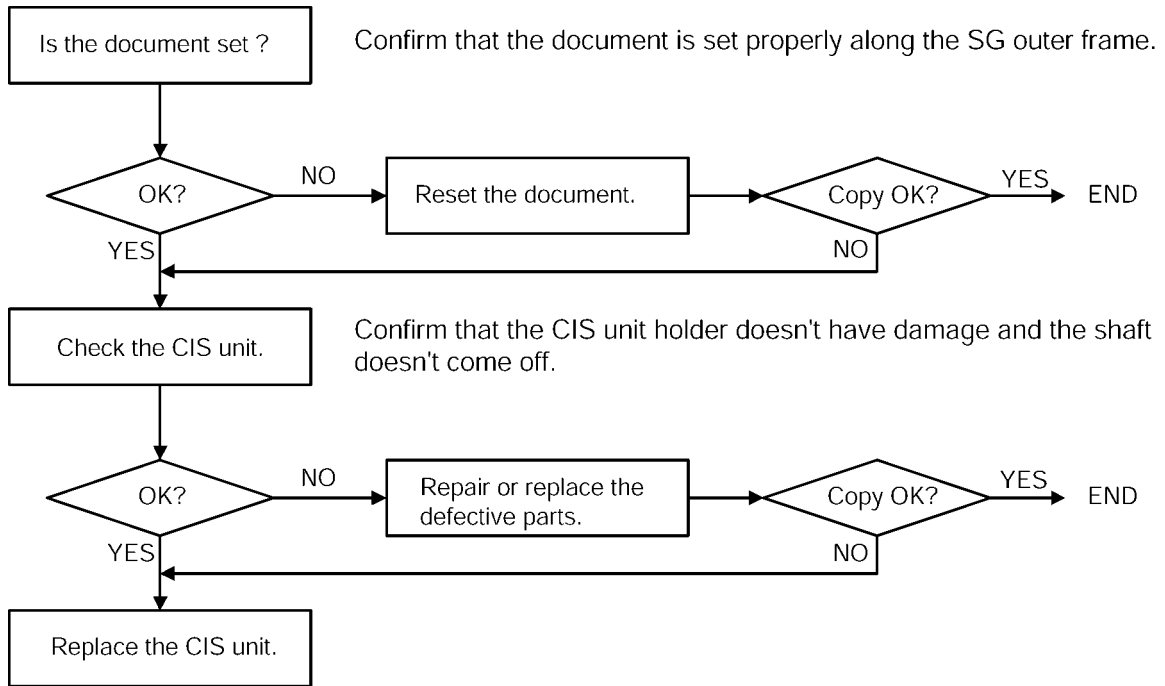 Is the document set ?
Confirm that the document is set properly along the SG outer frame.
OK?
NO
Reset the document.
Copy OK?
YES
END
YES
NO
Check the CIS unit.
Confirm that the CIS unit holder doesn't have damage and the shaft
doesn't come off.
OK?
NO
Repair or replace the
defective parts.
Copy OK?
YES
END
YES
NO
Replace the CIS unit.